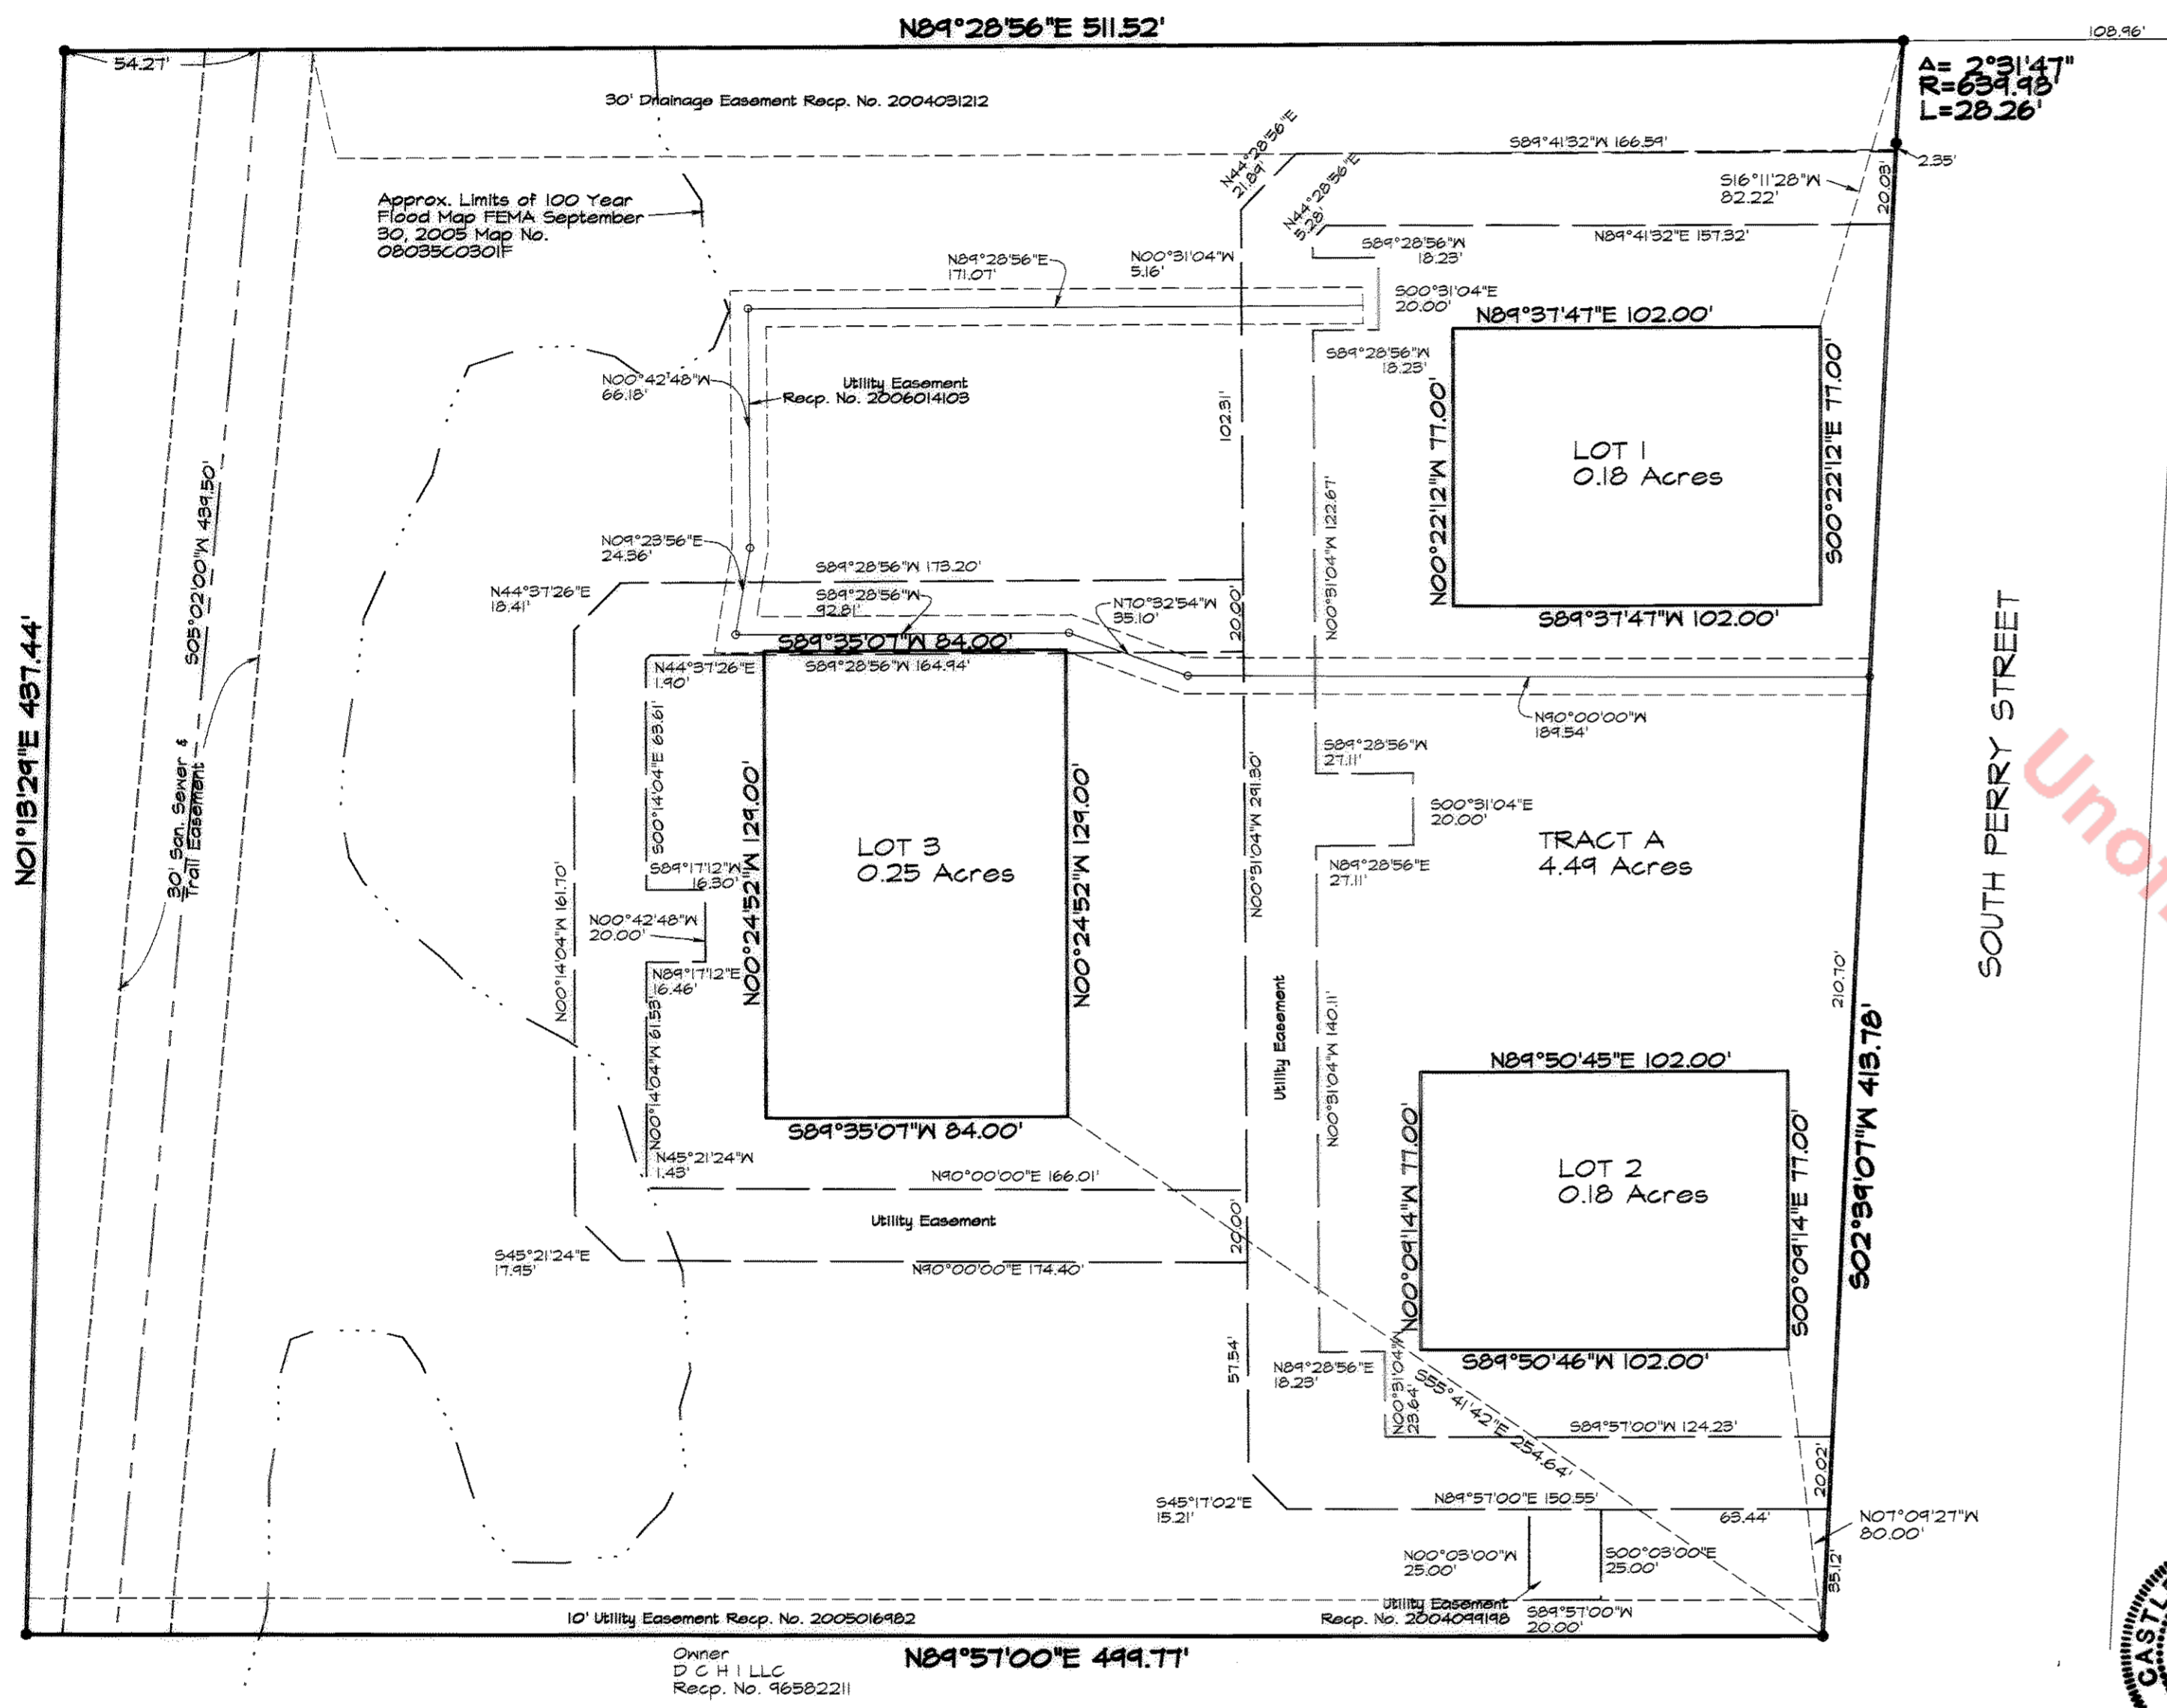 N89°28'56"E 511.52'
108.96'
54.27'
Δ= 2°31'47"
R=639.98'
L=28.26'
30' Drainage Easement Recp. No. 2004031212
N44°28'56"E
21.89'
S89°41'32"W 166.59'
2.35'
N44°28'56"E
5.28'
S16°11'28"W
82.22'
20.03'
Approx. Limits of 100 Year
Flood Map FEMA September
30, 2005 Map No.
08035C0301F
N89°41'32"E 157.32'
S89°28'56"W
18.23'
N89°28'56"E
171.07'
N00°31'04"W
5.16'
S00°31'04"E
20.00'
N89°37'47"E 102.00'
S89°28'56"W
18.23'
N00°42'48"W
66.18'
Utility Easement
Recp. No. 2006014103
102.31'
N00°22'12"W 77.00'
LOT 1
0.18 Acres
S00°22'12"E 77.00'
N00°31'04"W 122.67'
S05°02'00"W 439.50'
N09°23'56"E
24.36'
S89°28'56"W 173.20'
N44°37'26"E
18.41'
S89°28'56"W
92.81'
N70°32'54"W
35.10'
20.00'
S89°37'47"W 102.00'
N01°13'29"E 437.44'
S89°35'07"W 84.00'
S89°28'56"W 164.94'
N44°37'26"E
1.90'
N90°00'00"W
189.54'
SOUTH PERRY STREET
S00°14'04"E 63.61'
30' San. Sewer &
Trail Easement
N00°24'52"W 129.00'
LOT 3
0.25 Acres
N00°24'52"W 129.00'
N00°31'04"W 291.30'
S89°28'56"W
27.11'
S00°31'04"E
20.00'
TRACT A
4.49 Acres
N89°28'56"E
27.11'
S89°17'12"W
16.30'
N00°14'04"W 161.70'
N00°42'48"W
20.00'
N89°17'12"E
16.46'
N00°14'04"W 61.53'
Utility Easement
N00°31'04"W 140.11'
210.70'
S02°39'07"W 413.78'
N89°50'45"E 102.00'
N00°09'14"W 77.00'
LOT 2
0.18 Acres
S00°09'14"E 77.00'
S89°35'07"W 84.00'
N45°21'24"W
1.43'
N90°00'00"E 166.01'
Utility Easement
20.00'
S45°21'24"E
17.95'
N90°00'00"E 174.40'
57.54'
N89°28'56"E
18.23'
N00°31'04"W
23.64'
S89°50'46"W 102.00'
S55°41'42"E 254.64'
S89°57'00"W 124.23'
20.02'
S45°17'02"E
15.21'
N89°57'00"E 150.55'
63.44'
N07°09'27"W
80.00'
N00°03'00"W
25.00'
S00°03'00"E
25.00'
35.12'
10' Utility Easement Recp. No. 2005016982
Utility Easement
Recp. No. 2004099198
S89°57'00"W
20.00'
N89°57'00"E 499.77'
Owner
D C H I LLC
Recp. No. 96582211